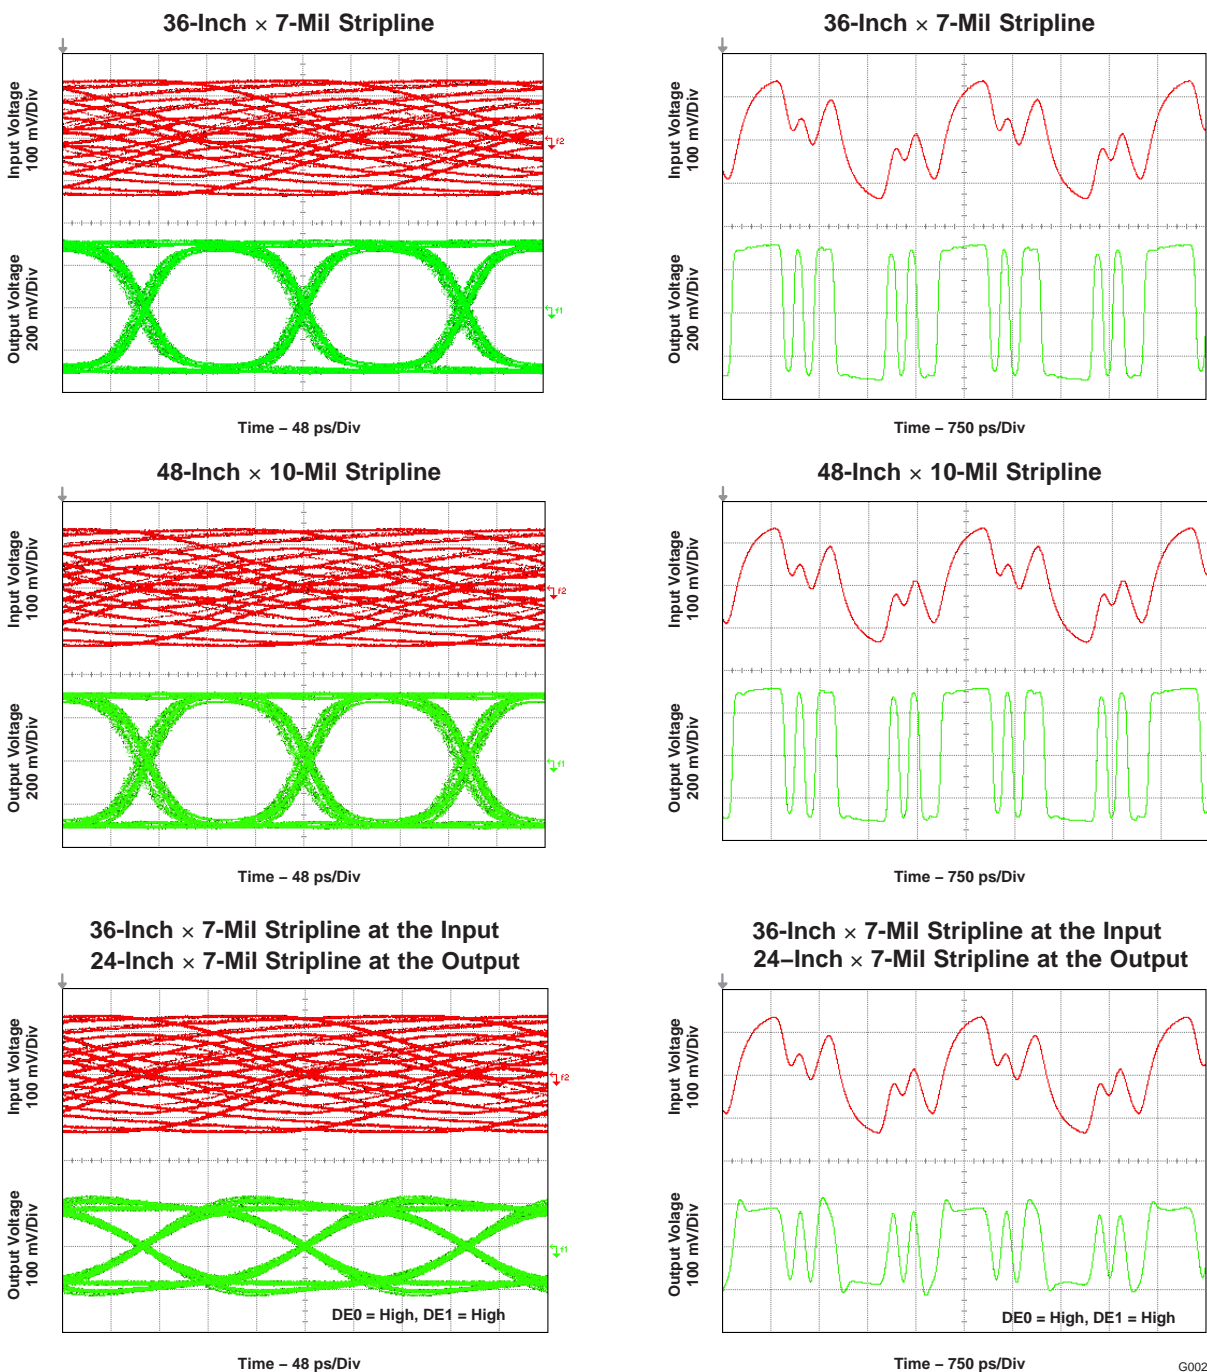 36-Inch × 7-Mil Stripline
Input Voltage
100 mV/Div
f2
Output Voltage
200 mV/Div
f1
Time – 48 ps/Div
36-Inch × 7-Mil Stripline
Input Voltage
100 mV/Div
Output Voltage
200 mV/Div
Time – 750 ps/Div
48-Inch × 10-Mil Stripline
Input Voltage
100 mV/Div
f2
Output Voltage
200 mV/Div
f1
Time – 48 ps/Div
48-Inch × 10-Mil Stripline
Input Voltage
100 mV/Div
Output Voltage
200 mV/Div
Time – 750 ps/Div
36-Inch × 7-Mil Stripline at the Input
24-Inch × 7-Mil Stripline at the Output
Input Voltage
100 mV/Div
f2
Output Voltage
100 mV/Div
f1
DE0 = High, DE1 = High
Time – 48 ps/Div
36-Inch × 7-Mil Stripline at the Input
24–Inch × 7-Mil Stripline at the Output
Input Voltage
100 mV/Div
Output Volage
100 mV/Div
DE0 = High, DE1 = High
Time – 750 ps/Div
G002